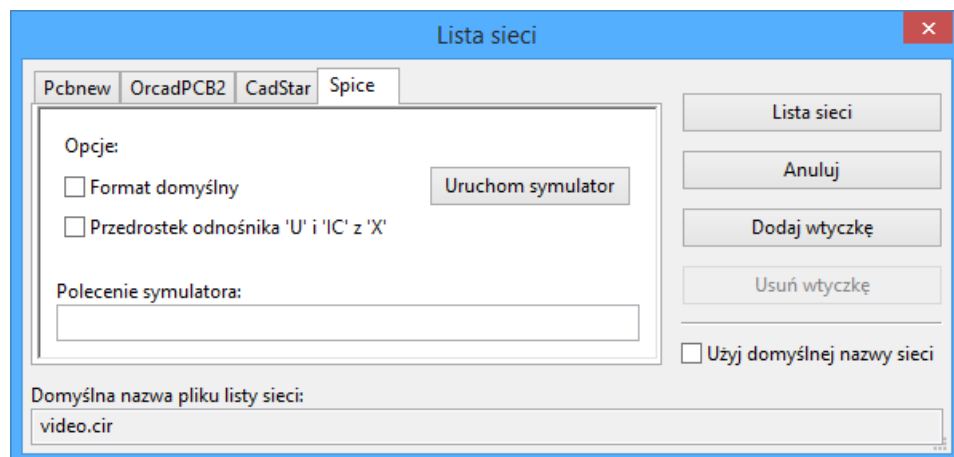 Lista sieci
Pcbnew OrcadPCB2 CadStar Spice
Opcje:
Format domyślny
Przedrostek odnośnika 'U' i 'IC' z 'X'
Uruchom symulator
Polecenie symulatora:
Lista sieci
Anuluj
Dodaj wtyczkę
Usuń wtyczkę
Użyj domyślnej nazwy sieci
Domyślna nazwa pliku listy sieci:
video.cir